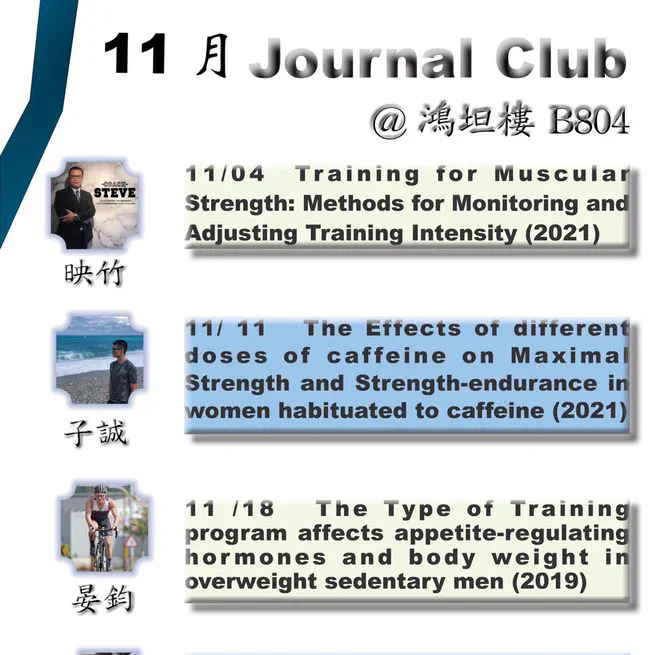 11 月 Journal Club
@ 鴻坦樓 B804
-COACH-
STEVE
11/04 Training for Muscular
Strength: Methods for Monitoring and
Adjusting Training Intensity (2021)
映竹
11/ 11 The Effects of different
doses of caffeine on Maximal
Strength and Strength-endurance in
women habituated to caffeine (2021)
子誠
11 /18 The Type of Training
program affects appetite-regulating
hormones and body weight in
overweight sedentary men (2019)
晏鈞